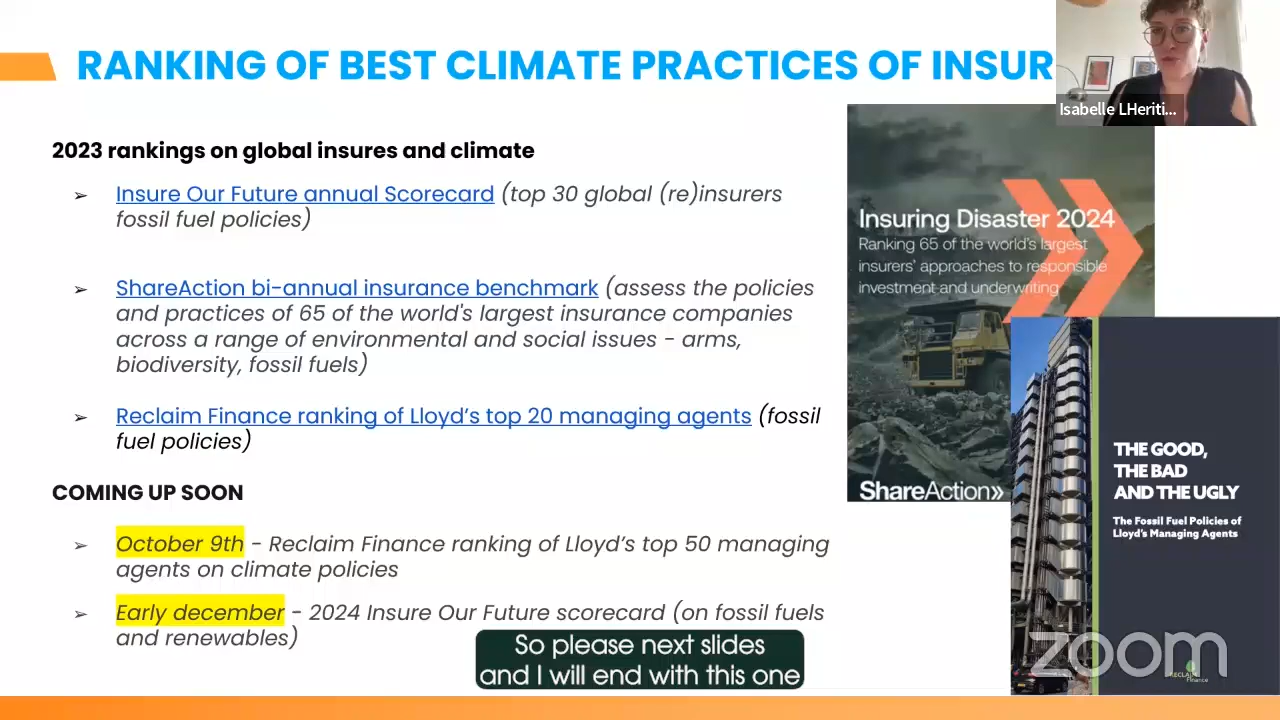 RANKING OF BEST CLIMATE PRACTICES OF INSUR
Isabelle LHeriti...
2023 rankings on global insures and climate
➢ Insure Our Future annual Scorecard (top 30 global (re)insurers
fossil fuel policies)
➢ ShareAction bi-annual insurance benchmark (assess the policies
and practices of 65 of the world's largest insurance companies
across a range of environmental and social issues - arms,
biodiversity, fossil fuels)
➢ Reclaim Finance ranking of Lloyd's top 20 managing agents (fossil
fuel policies)
COMING UP SOON
➢ October 9th - Reclaim Finance ranking of Lloyd's top 50 managing
agents on climate policies
➢ Early december - 2024 Insure Our Future scorecard (on fossil fuels
and renewables)
Insuring Disaster 2024
Ranking 65 of the world's largest
insurers' approaches to responsible
investment and underwriting
ShareAction»
THE GOOD,
THE BAD
AND THE UGLY
The Fossil Fuel Policies of
Lloyd's Managing Agents
RECLAIM
Finance
zoom
So please next slides
and I will end with this one